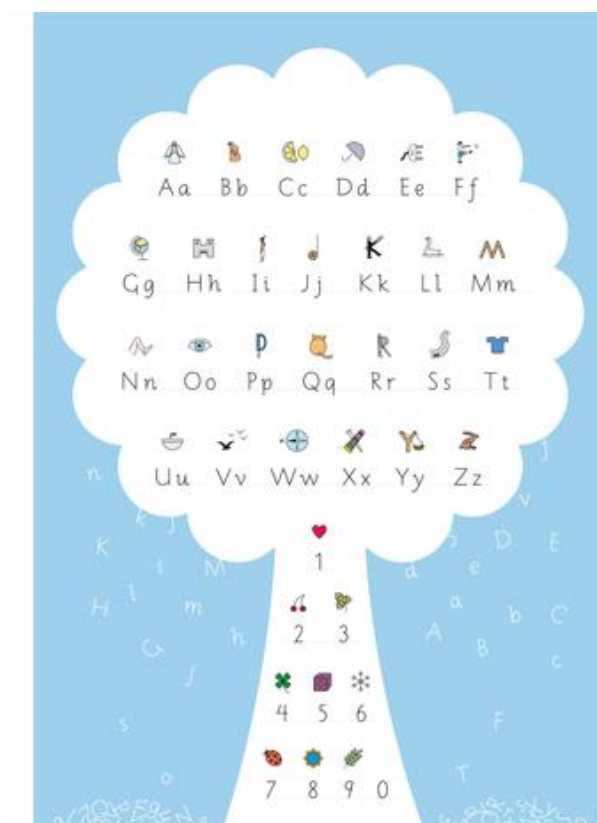 Aa Bb Cc Dd Ee Ff
Gg Hh Ii Jj Kk Ll Mm
Nn Oo Pp Qq Rr Ss Tt
Uu Vv Ww Xx Yy Zz
1
2 3
4 5 6
7 8 9 0
j
n
v
k j
K
D E
i M
d e
H l m
a b C
G h
A B
J
c
s
F
o
T